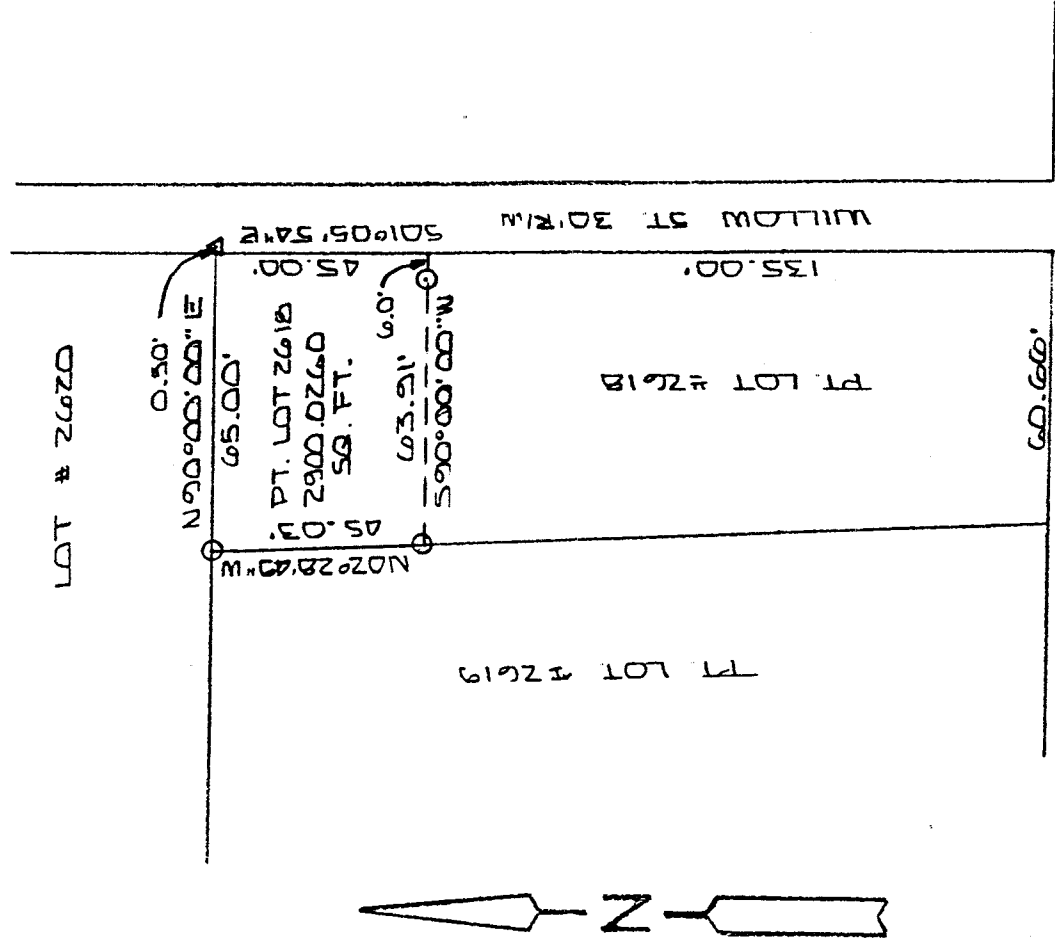 WILLOW ST. 30' R/W
S01°05'54"E
135.00'
45.00'
0.50'
N90°00'00"E
65.00'
PT. LOT 2618
2900.0260
SQ. FT.
6.0'
63.91'
S90°00'00"W
PT. LOT #2618
60.66'
LOT # 2620
45.03'
N02°28'49"W
PT. LOT #2619
N